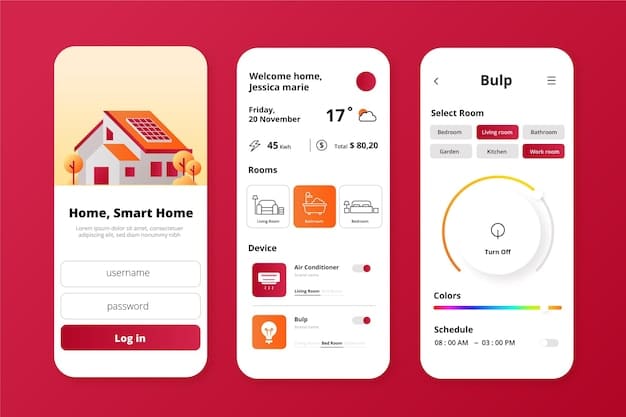 Home, Smart Home
Lorem ipsum dolor sit amet, consectetur
adipiscing elit, sed do
username
password
Log in
Welcome home,
Jessica marie
Friday,
20 November
17°
45 Kwh
Total $ 80,20
Rooms
Living Room
Bathroom
Bedroom
Device
Air Conditioner
Living Room
Bulp
Bed Room
Bulp
Select Room
Bedroom
Living room
Bathroom
Garden
Kitchen
Work room
Turn Off
Colors
Schedule
08 : 00 AM — 03 : 00 PM